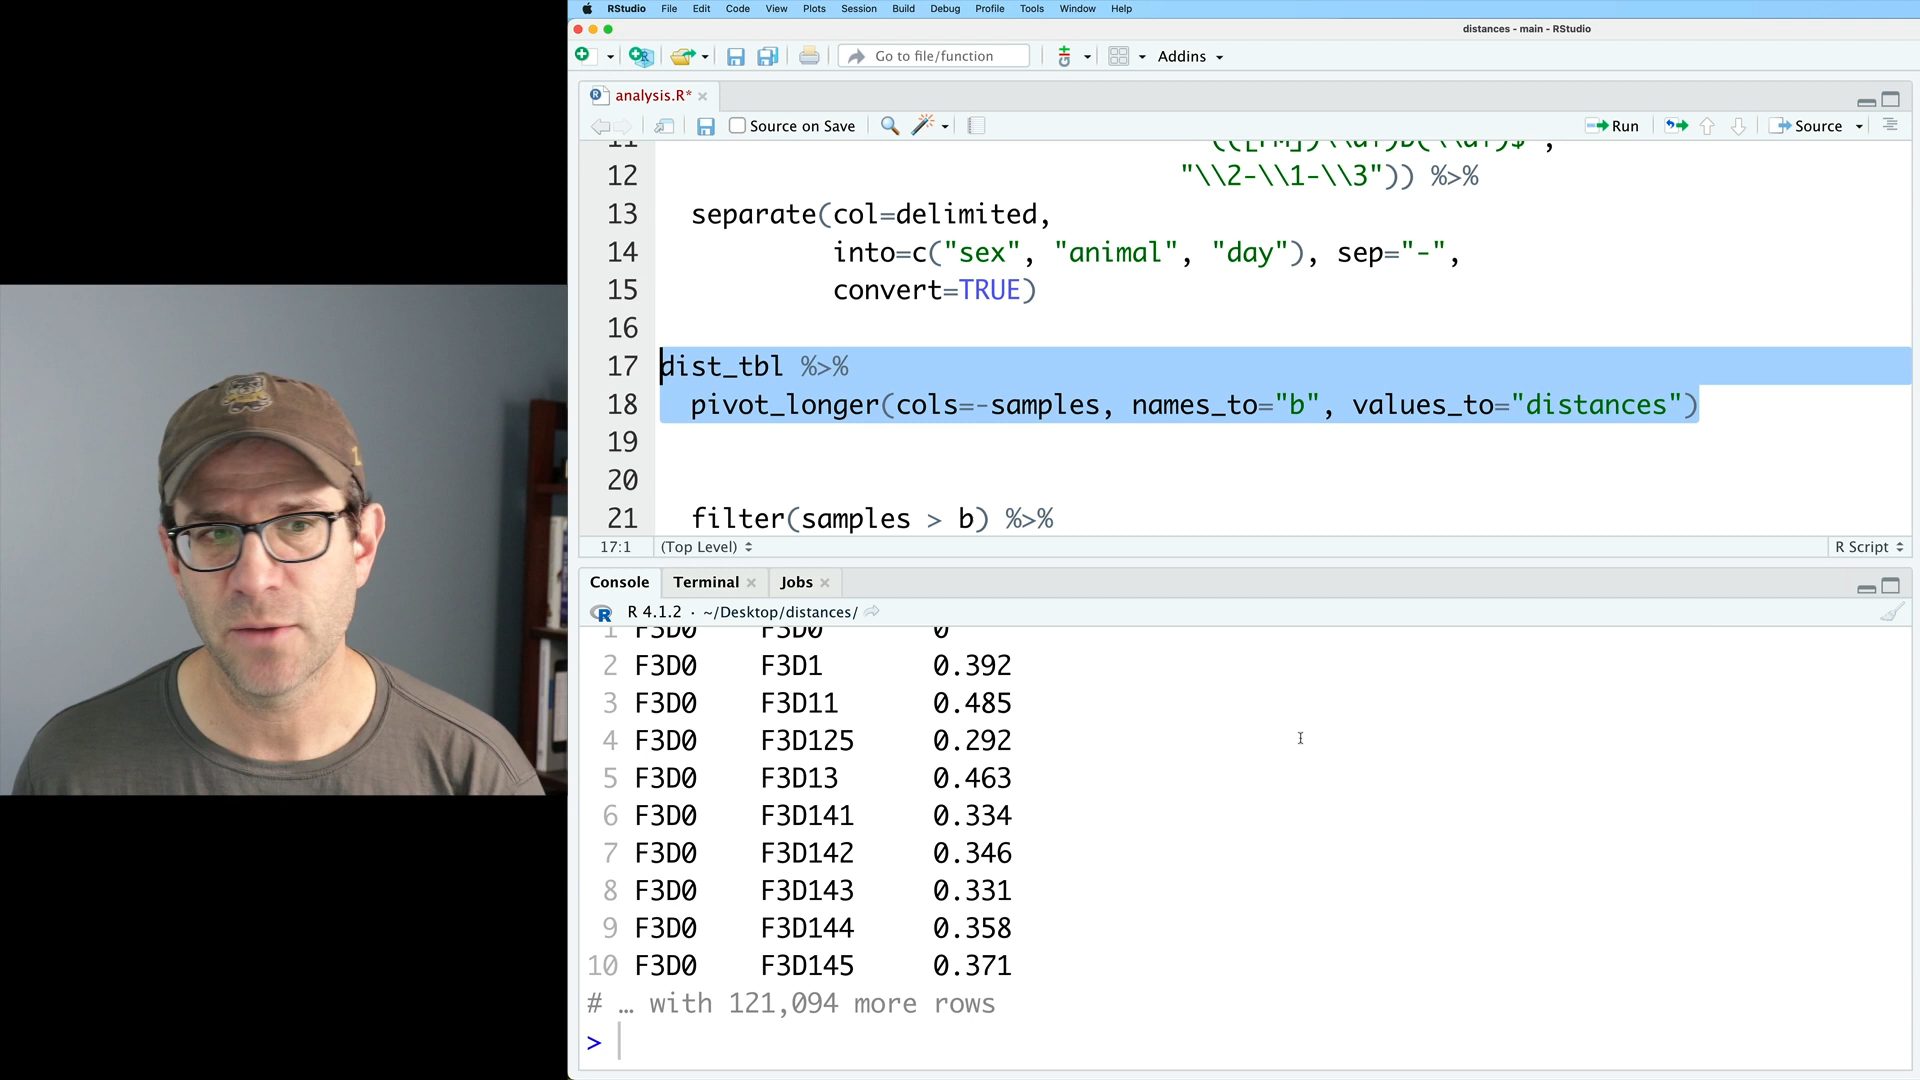 RStudio File Edit Code View Plots Session Build Debug Profile Tools Window Help
distances - main - RStudio
Go to file/function Addins
analysis.R*
Source on Save Run Source
12 "\\2-\\1-\\3")) %>%
13 separate(col=delimited,
14 into=c("sex", "animal", "day"), sep="-",
15 convert=TRUE)
16
17 dist_tbl %>%
18 pivot_longer(cols=-samples, names_to="b", values_to="distances")
19
20
21 filter(samples > b) %>%
17:1 (Top Level) R Script
Console Terminal Jobs
R 4.1.2 · ~/Desktop/distances/
1 F3D0 F3D0 0
2 F3D0 F3D1 0.392
3 F3D0 F3D11 0.485
4 F3D0 F3D125 0.292
5 F3D0 F3D13 0.463
6 F3D0 F3D141 0.334
7 F3D0 F3D142 0.346
8 F3D0 F3D143 0.331
9 F3D0 F3D144 0.358
10 F3D0 F3D145 0.371
# … with 121,094 more rows
>